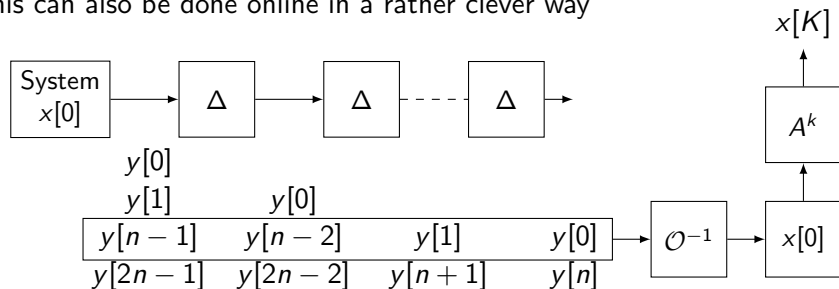 his can also be done online in a rather clever way
x[K]
System
x[0]
Δ
Δ
Δ
A^k
y[0]
y[1] y[0]
y[n − 1] y[n − 2] y[1] y[0]
𝒪^{−1}
x[0]
y[2n − 1] y[2n − 2] y[n + 1] y[n]